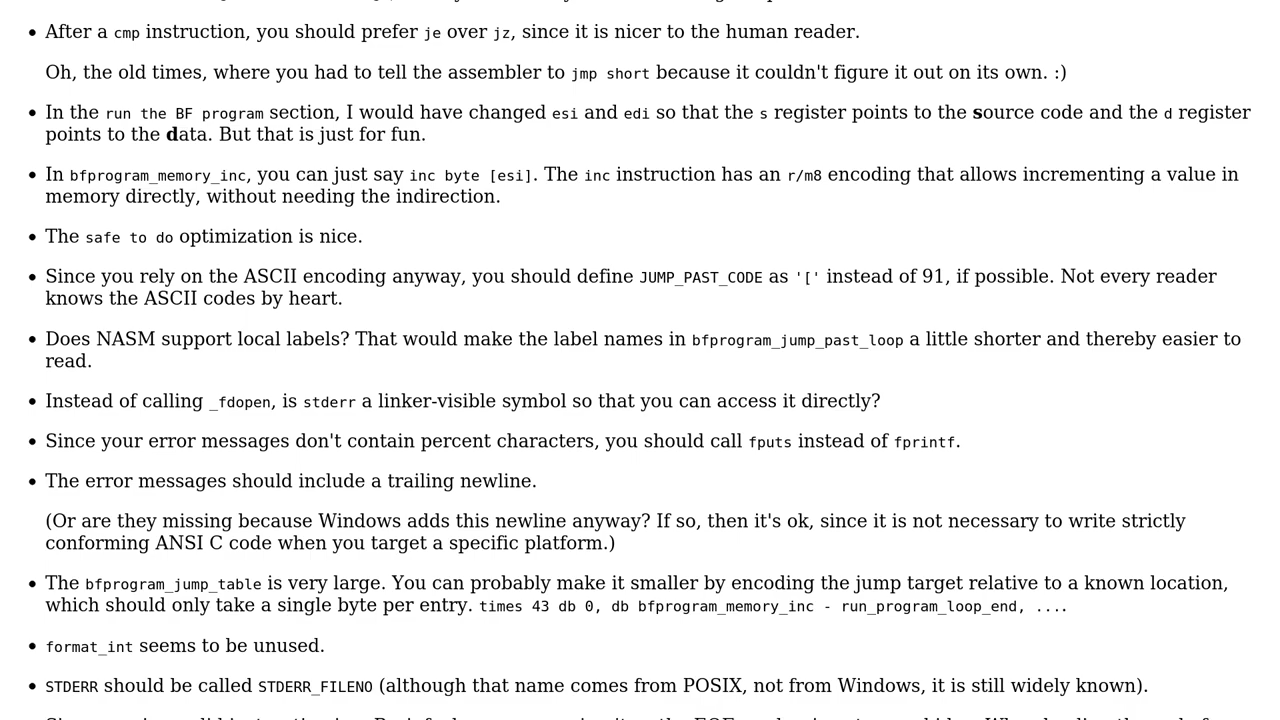 After a cmp instruction, you should prefer je over jz, since it is nicer to the human reader.
Oh, the old times, where you had to tell the assembler to jmp short because it couldn't figure it out on its own. :)
In the run the BF program section, I would have changed esi and edi so that the s register points to the source code and the d register
points to the data. But that is just for fun.
In bfprogram_memory_inc, you can just say inc byte [esi]. The inc instruction has an r/m8 encoding that allows incrementing a value in
memory directly, without needing the indirection.
The safe to do optimization is nice.
Since you rely on the ASCII encoding anyway, you should define JUMP_PAST_CODE as '[' instead of 91, if possible. Not every reader
knows the ASCII codes by heart.
Does NASM support local labels? That would make the label names in bfprogram_jump_past_loop a little shorter and thereby easier to
read.
Instead of calling _fdopen, is stderr a linker-visible symbol so that you can access it directly?
Since your error messages don't contain percent characters, you should call fputs instead of fprintf.
The error messages should include a trailing newline.
(Or are they missing because Windows adds this newline anyway? If so, then it's ok, since it is not necessary to write strictly
conforming ANSI C code when you target a specific platform.)
The bfprogram_jump_table is very large. You can probably make it smaller by encoding the jump target relative to a known location,
which should only take a single byte per entry. times 43 db 0, db bfprogram_memory_inc - run_program_loop_end, ....
format_int seems to be unused.
STDERR should be called STDERR_FILENO (although that name comes from POSIX, not from Windows, it is still widely known).